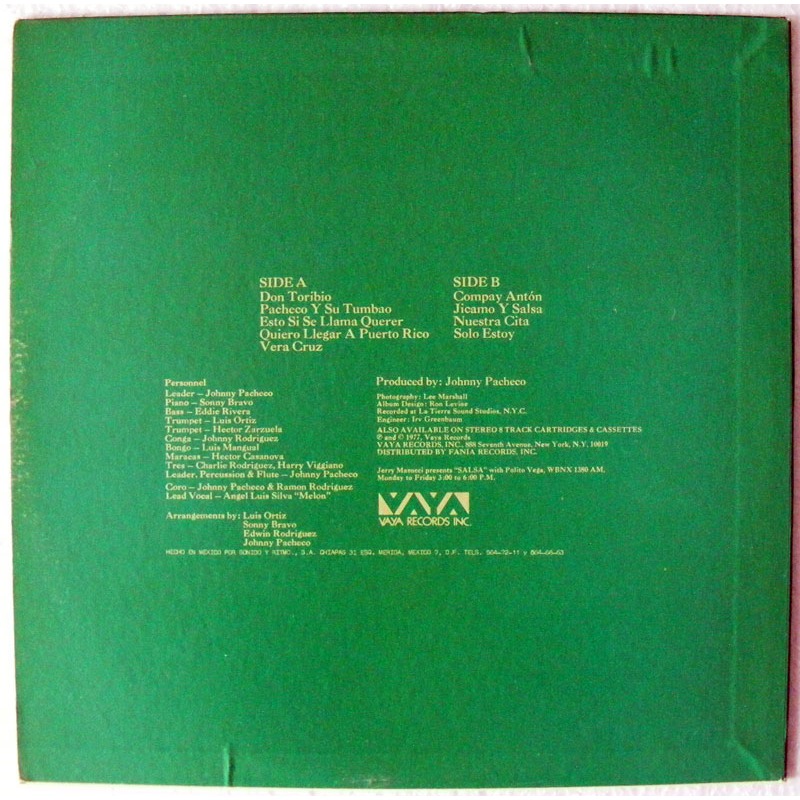 SIDE A
Don Toribio
Pacheco Y Su Tumbao
Esto Si Se Llama Querer
Quiero Llegar A Puerto Rico
Vera Cruz
SIDE B
Compay Antón
Jicamo Y Salsa
Nuestra Cita
Solo Estoy
Personnel
Leader – Johnny Pacheco
Piano – Sonny Bravo
Bass – Eddie Rivera
Trumpet – Luis Ortiz
Trumpet – Hector Zarzuela
Conga – Johnny Rodriguez
Bongo – Luis Mangual
Maracas – Hector Casanova
Tres – Charlie Rodriguez, Harry Viggiano
Leader, Percussion & Flute – Johnny Pacheco
Coro – Johnny Pacheco & Ramon Rodriguez
Lead Vocal – Angel Luis Silva "Melon"
Arrangements by: Luis Ortiz
Sonny Bravo
Edwin Rodriguez
Johnny Pacheco
Produced by: Johnny Pacheco
Photography: Lee Marshall
Album Design: Ron Levine
Recorded at La Tierra Sound Studios, N.Y.C.
Engineer: Irv Greenbaum
ALSO AVAILABLE ON STEREO 8 TRACK CARTRIDGES & CASSETTES
℗ and © 1977, Vaya Records
VAYA RECORDS, INC., 888 Seventh Avenue, New York, N.Y. 10019
DISTRIBUTED BY FANIA RECORDS, INC.
Jerry Masucci presents "SALSA" with Polito Vega, WBNX 1380 AM,
Monday to Friday 3:00 to 6:00 P.M.
VAYA
VAYA RECORDS INC.
HECHO EN MEXICO POR SONIDO Y RITMO., S.A. CHIAPAS 31 ESQ. MERIDA, MEXICO 7, D.F. TELS. 564-72-11 y 564-66-63